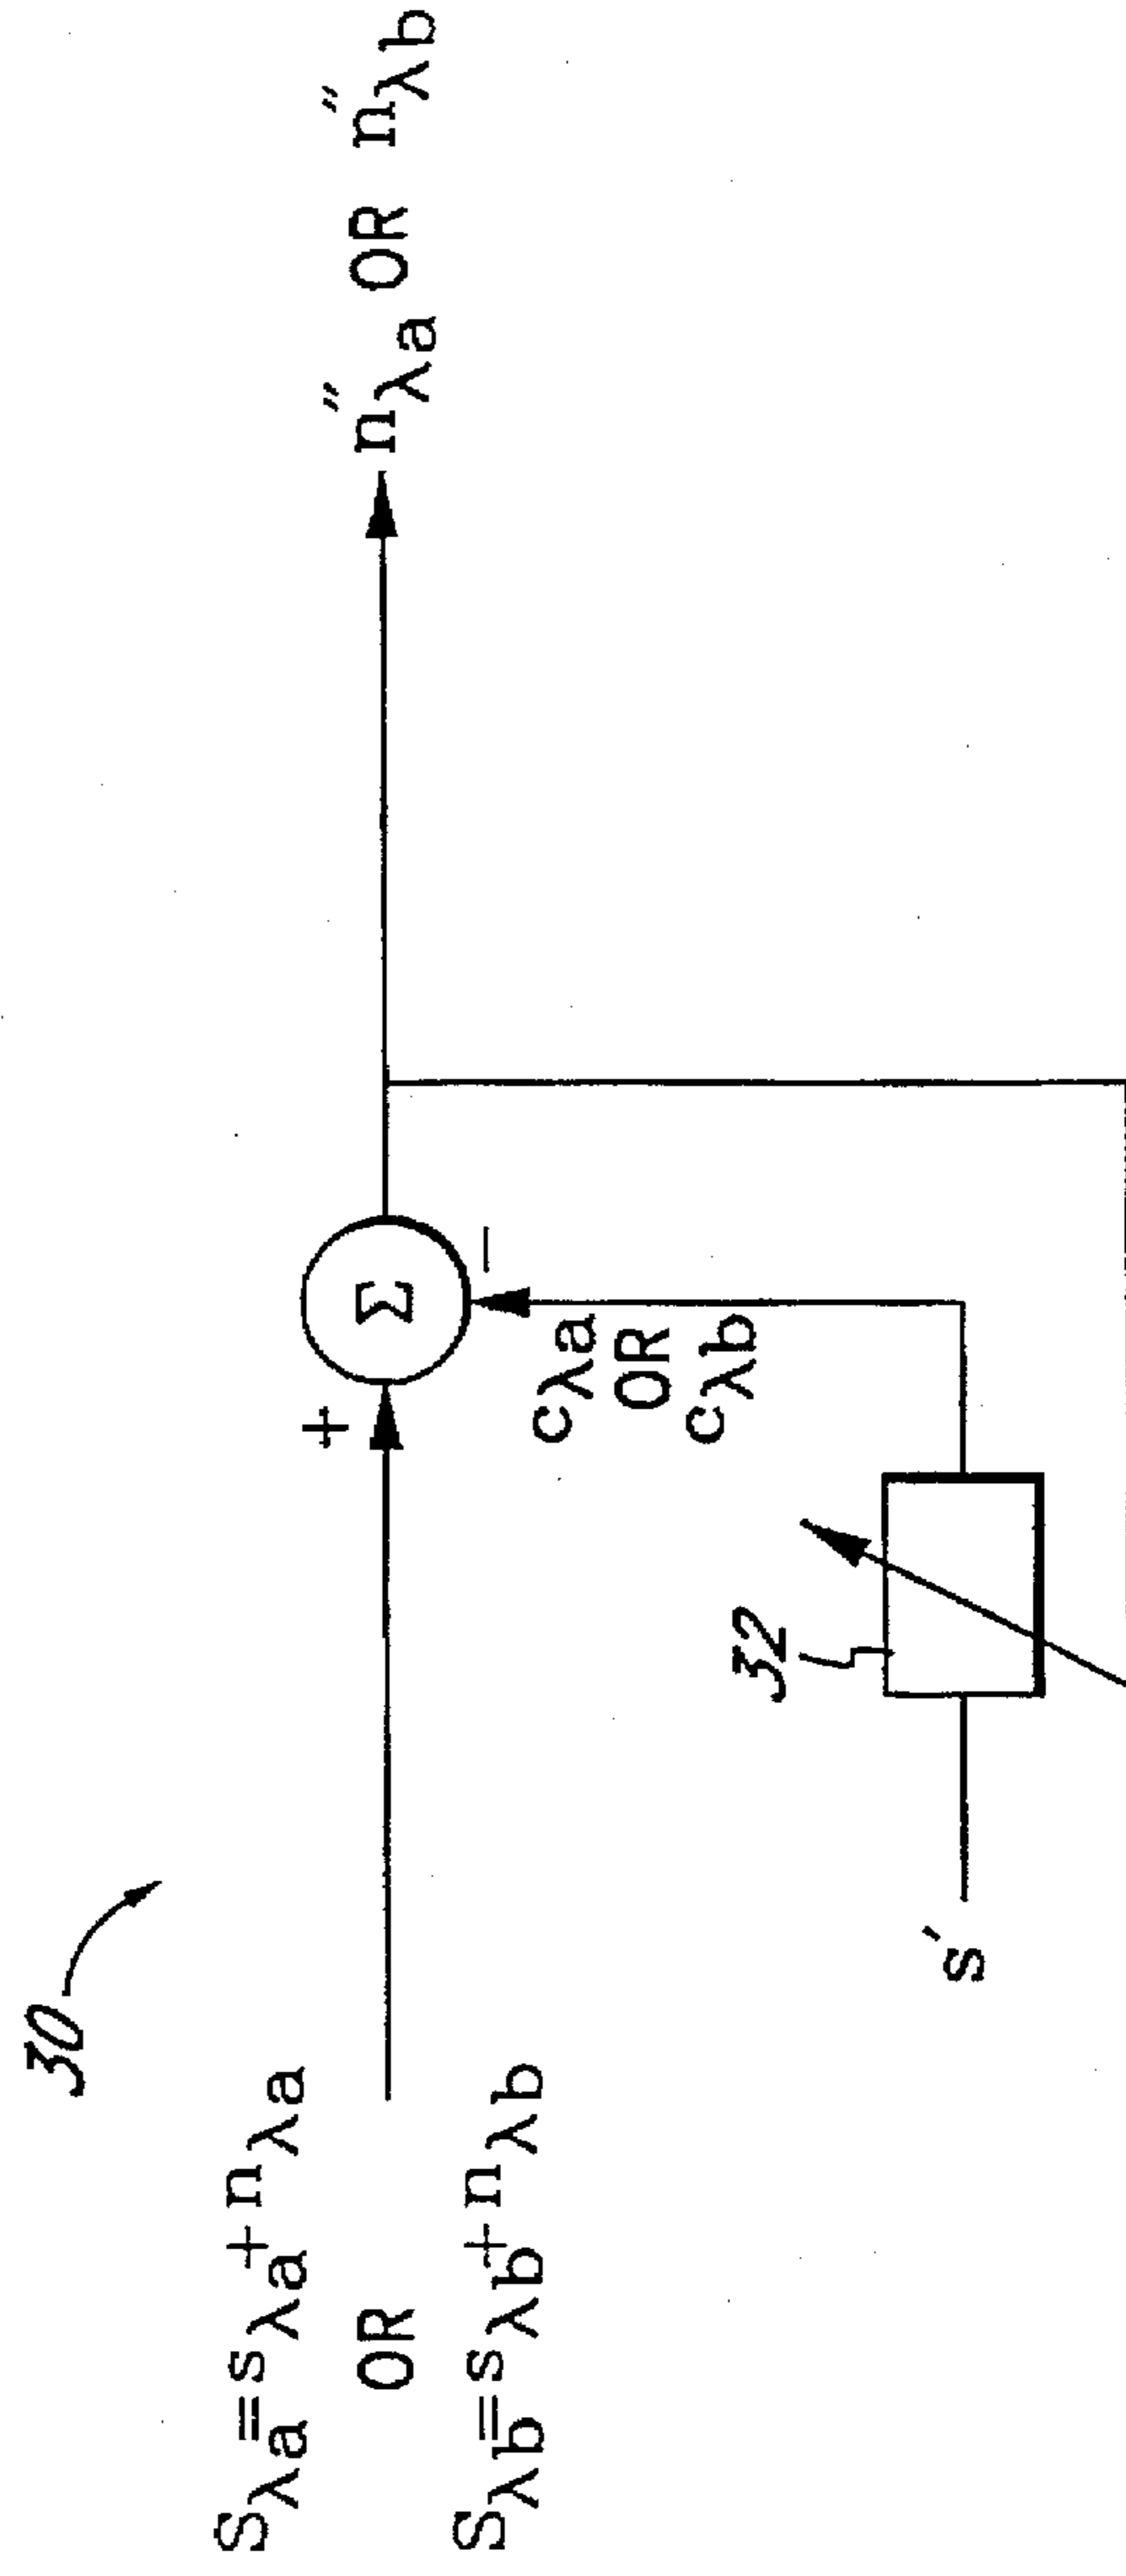 30
S_λa = s_λa + n_λa
OR
S_λb = s_λb + n_λb
+
Σ
−
n″_λa OR n″_λb
c_λa
OR
c_λb
32
s′